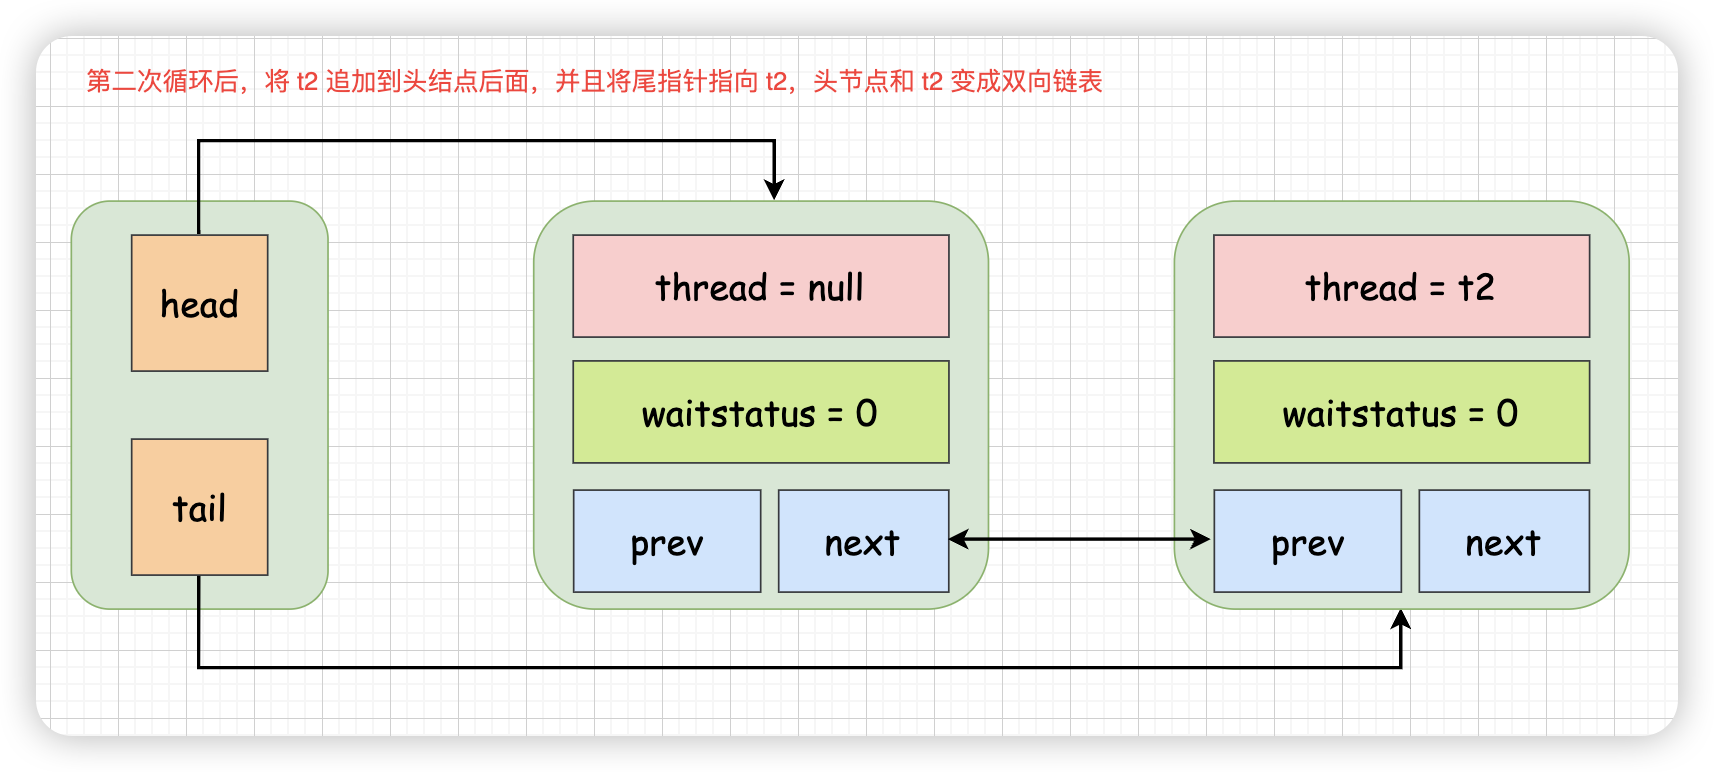 第二次循环后，将 t2 追加到头结点后面，并且将尾指针指向 t2，头节点和 t2 变成双向链表
head
tail
thread = null
waitstatus = 0
prev
next
thread = t2
waitstatus = 0
prev
next